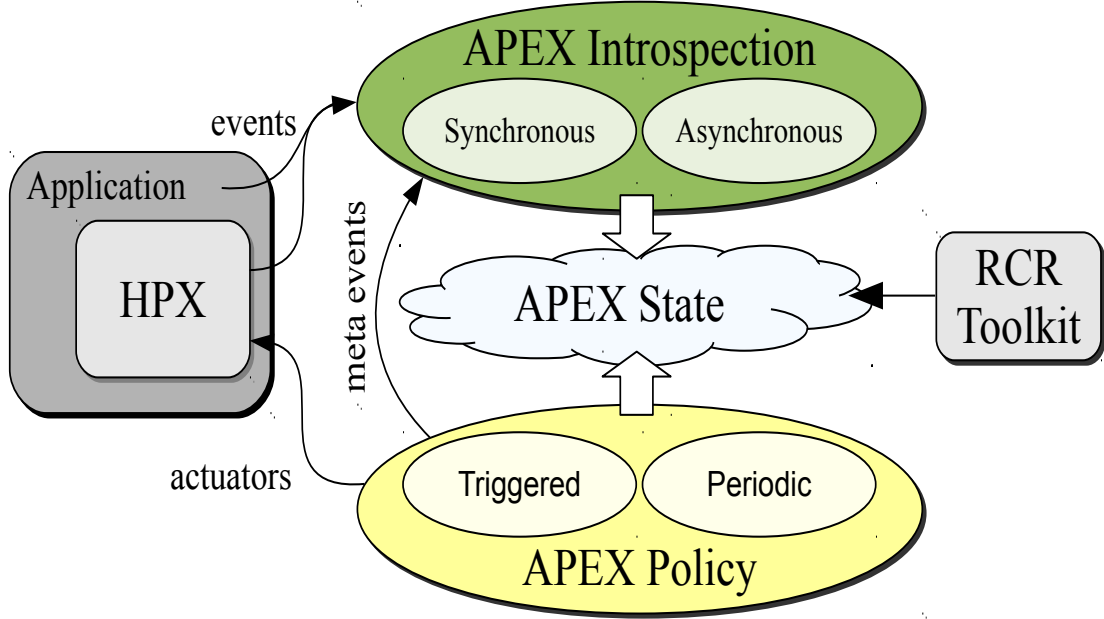 APEX Introspection
events
Synchronous
Asynchronous
Application
HPX
meta events
APEX State
RCR
Toolkit
actuators
Triggered
Periodic
APEX Policy